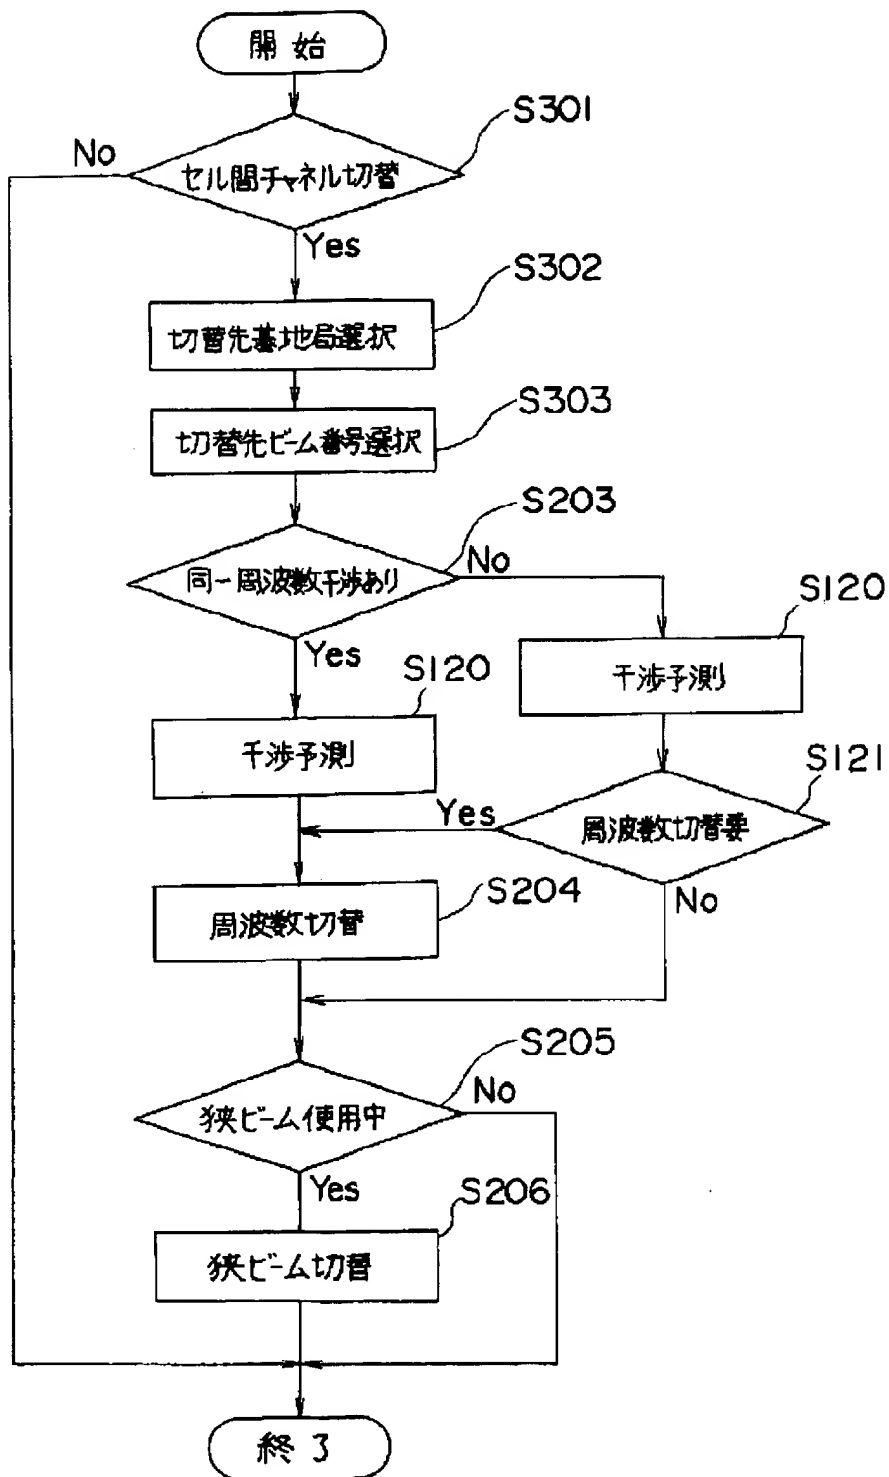 開始
S301
No
セル間チャネル切替
Yes
S302
切替先基地局選択
S303
切替先ビーム番号選択
S203
No
同一周波数干渉あり
Yes
S120
干渉予測
S120
干渉予測
S121
Yes
周波数切替要
No
S204
周波数切替
S205
No
狭ビーム使用中
Yes
S206
狭ビーム切替
終了